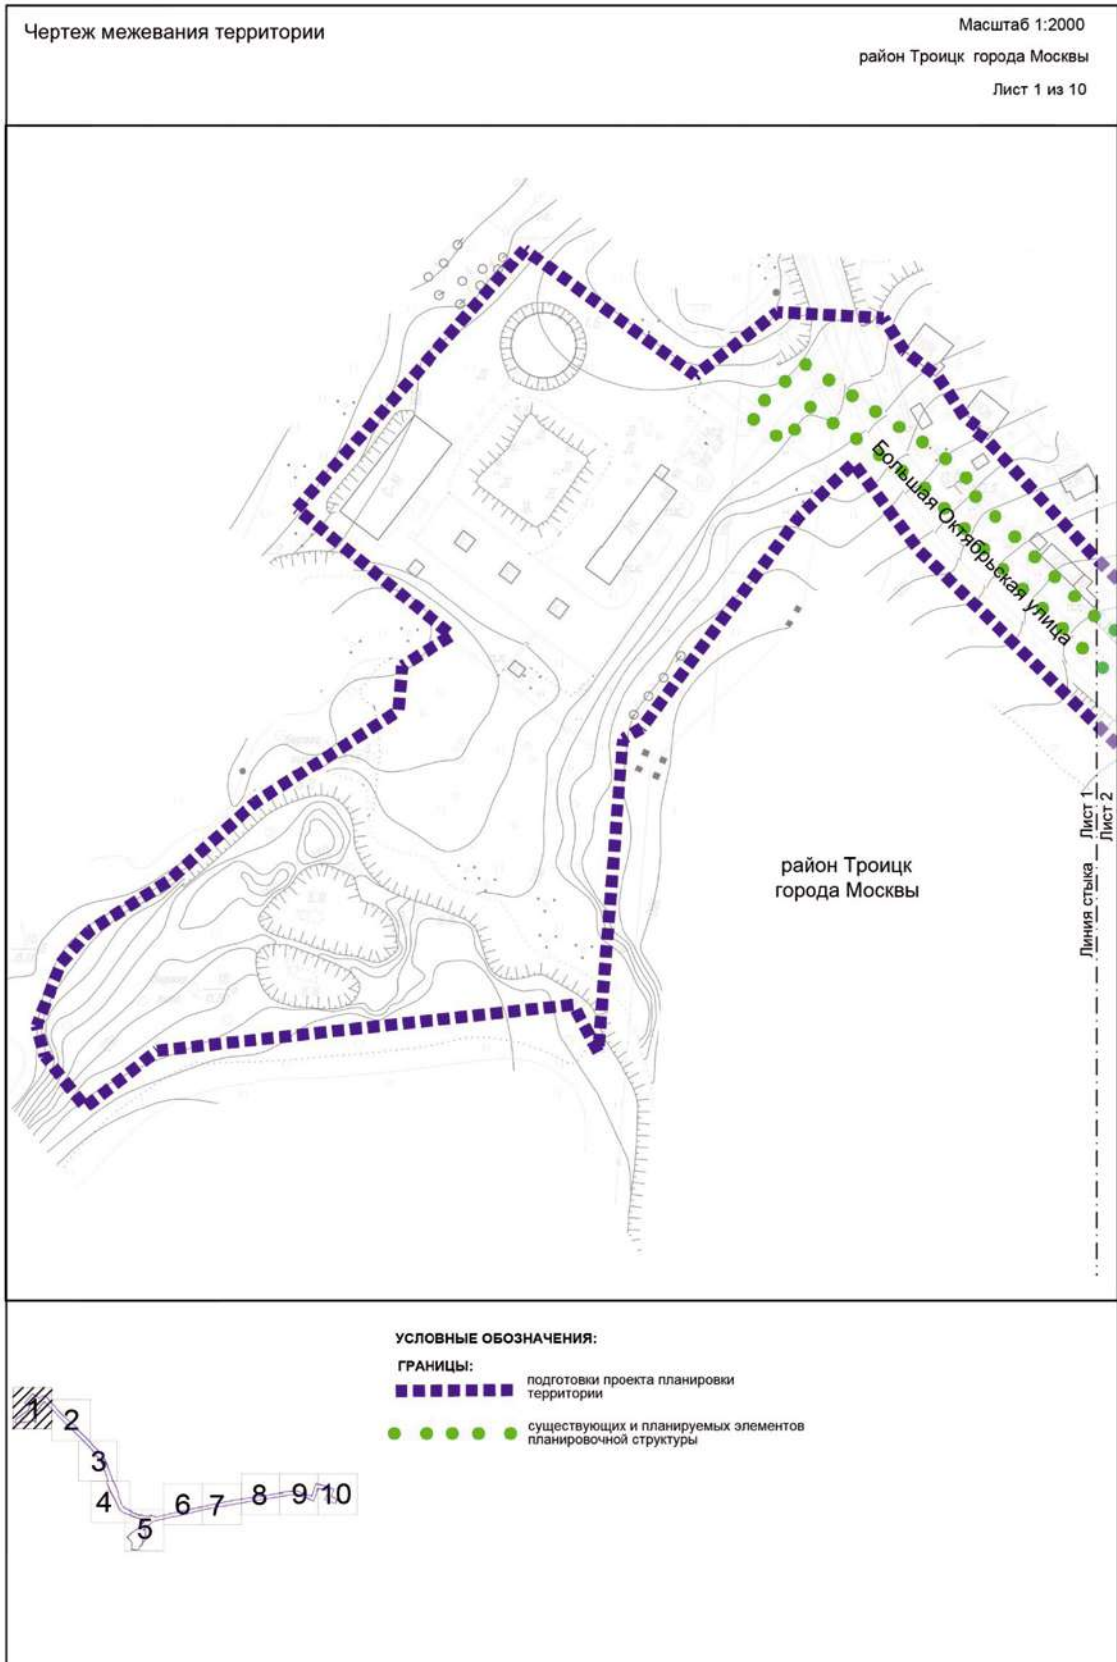 Чертеж межевания территории
Масштаб 1:2000
район Троицк города Москвы
Лист 1 из 10
Большая Октябрьская улица
район Троицк
города Москвы
Линия стыка Лист 1
Лист 2
УСЛОВНЫЕ ОБОЗНАЧЕНИЯ:
ГРАНИЦЫ:
подготовки проекта планировки
территории
существующих и планируемых элементов
планировочной структуры
1
2
3
4
5
6
7
8
9
10